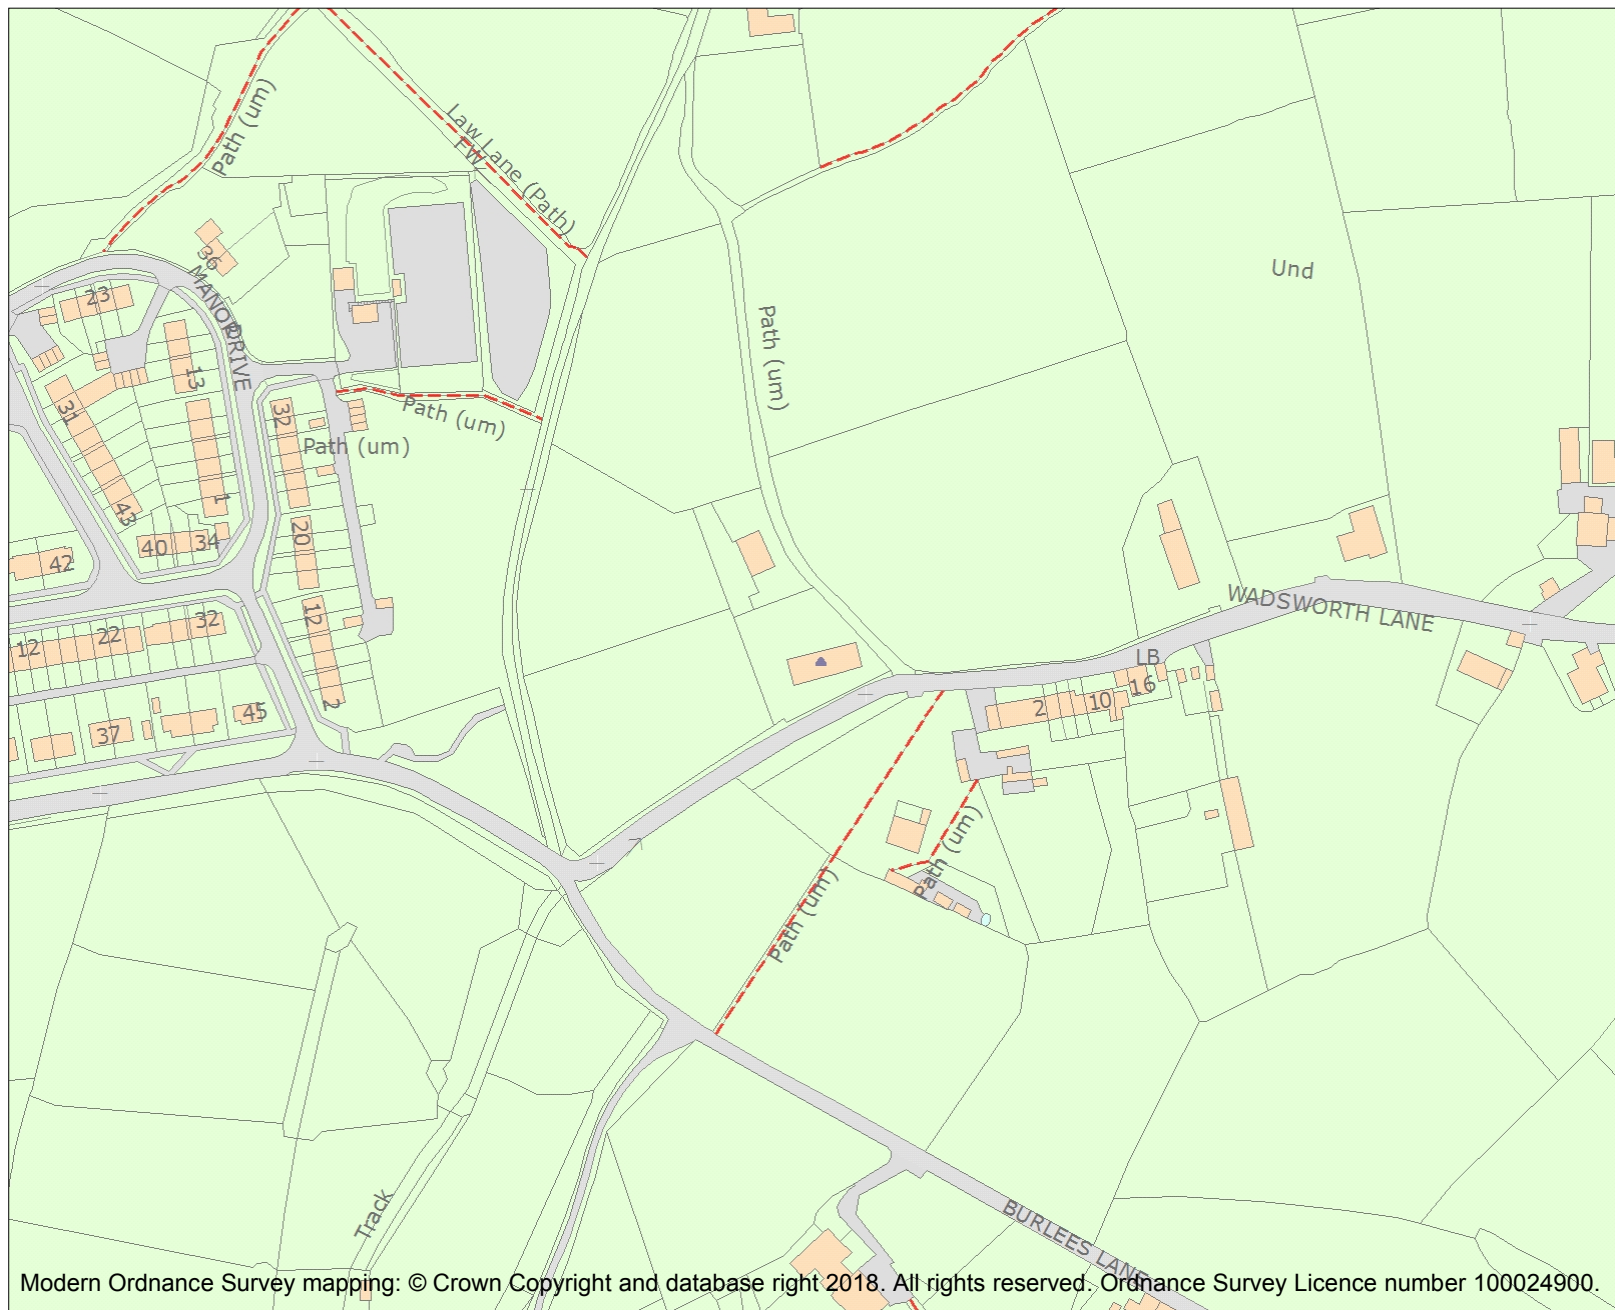 Path (um)
Law Lane (Path)
FW
36
MANOR DRIVE
23
Und
Path (um)
13
31
32
Path (um)
Path (um)
1
43
20
40
34
42
WADSWORTH LANE
12
32
22
12
LB
16
10
2
2
45
37
Path (um)
Path (um)
Track
BURLEES LANE
Modern Ordnance Survey mapping: © Crown Copyright and database right 2018. All rights reserved. Ordnance Survey Licence number 100024900.